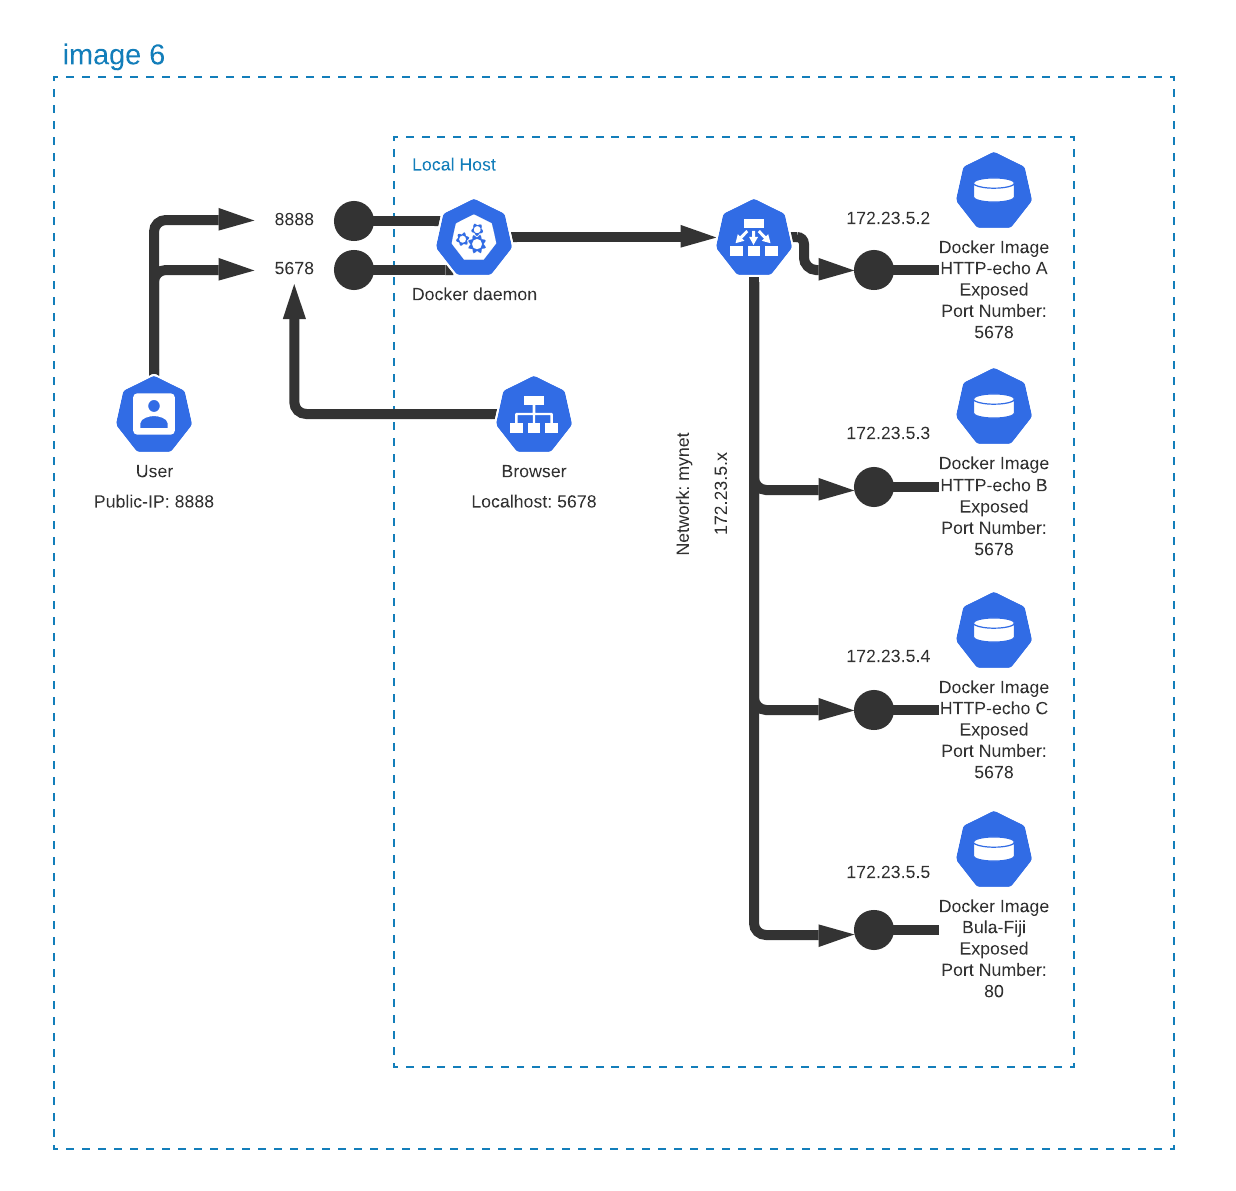 image 6
Local Host
8888
5678
Docker daemon
User
Public-IP: 8888
Browser
Localhost: 5678
Network: mynet
172.23.5.x
172.23.5.2
Docker Image
HTTP-echo A
Exposed
Port Number:
5678
172.23.5.3
Docker Image
HTTP-echo B
Exposed
Port Number:
5678
172.23.5.4
Docker Image
HTTP-echo C
Exposed
Port Number:
5678
172.23.5.5
Docker Image
Bula-Fiji
Exposed
Port Number:
80